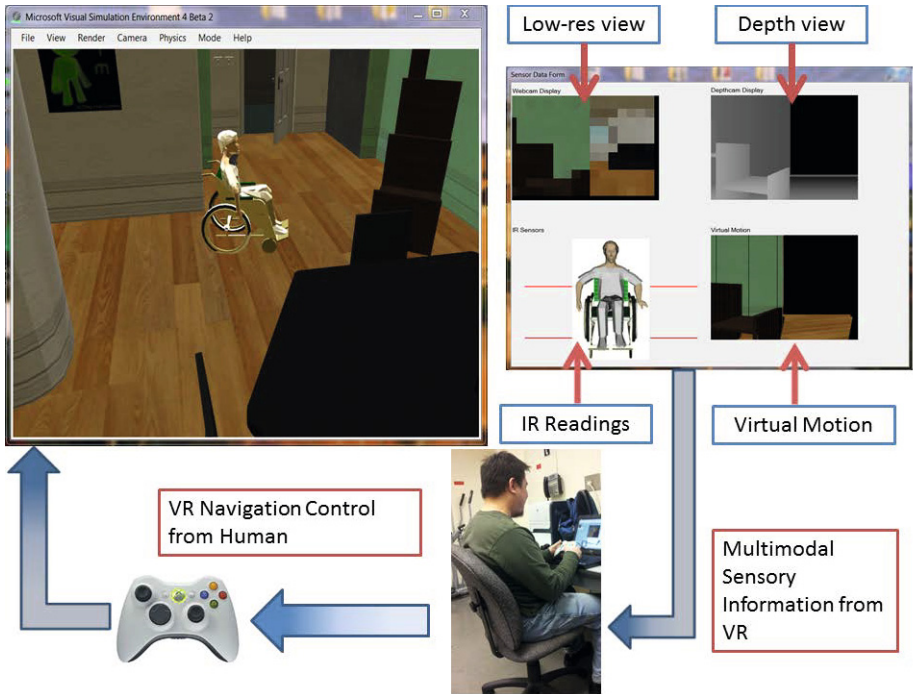 Microsoft Visual Simulation Environment 4 Beta 2
File View Render Camera Physics Mode Help
Low-res view
Depth view
Sensor Data Form
Webcam Display
Depthcam Display
IR Sensors
Virtual Motion
IR Readings
Virtual Motion
VR Navigation Control
from Human
Multimodal
Sensory
Information from
VR